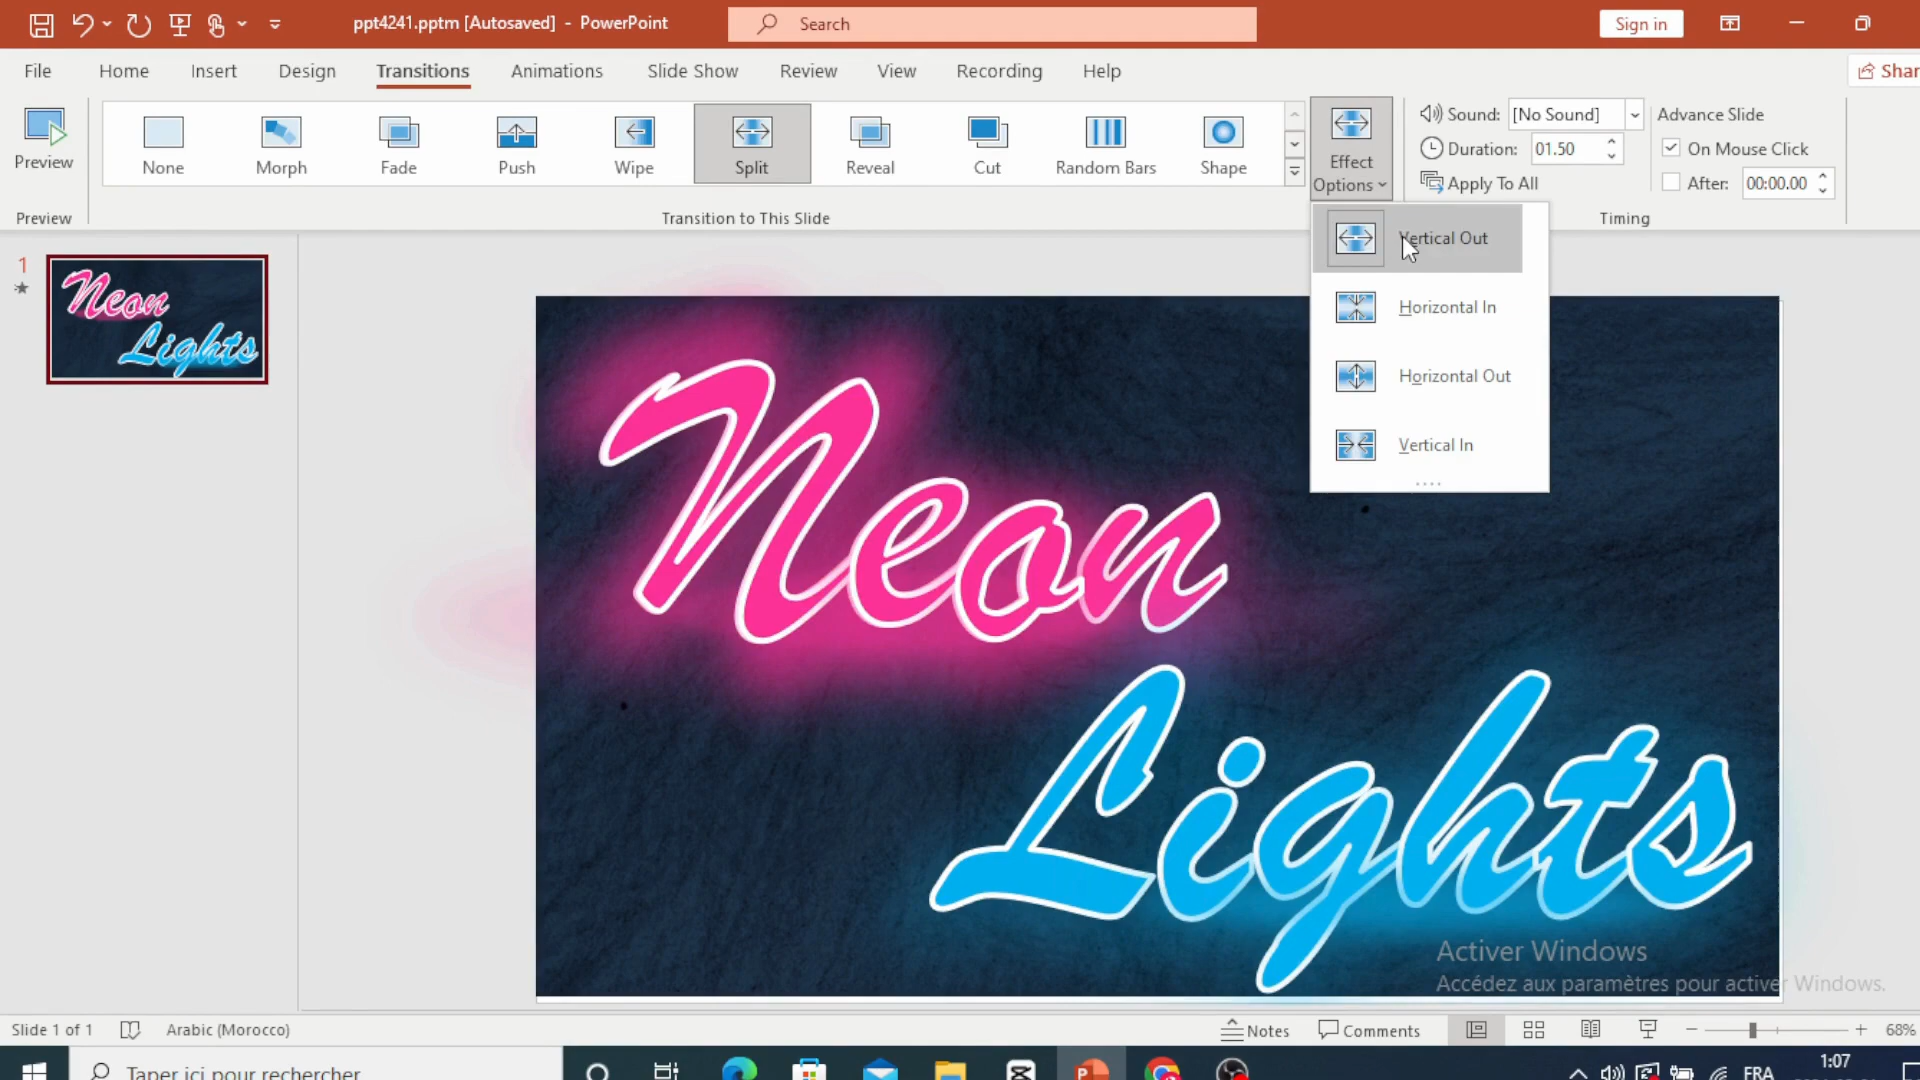 ppt4241.pptm [Autosaved] - PowerPoint
Search
Sign in
File
Home
Insert
Design
Transitions
Animations
Slide Show
Review
View
Recording
Help
Shar
Preview
None
Morph
Fade
Push
Wipe
Split
Reveal
Cut
Random Bars
Shape
Effect
Options
Sound: [No Sound]
Duration: 01.50
Apply To All
Advance Slide
On Mouse Click
After: 00:00.00
Preview
Transition to This Slide
Timing
Vertical Out
Horizontal In
Horizontal Out
Vertical In
1
Neon
Lights
Neon
Lights
Activer Windows
Accédez aux paramètres pour activer Windows.
Slide 1 of 1
Arabic (Morocco)
Notes
Comments
68%
Taper ici pour rechercher
FRA
1:07